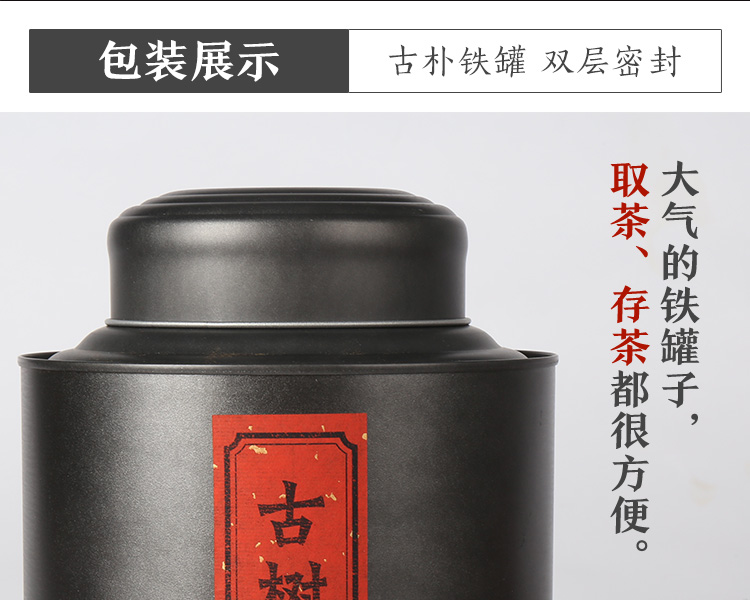 包装展示
古朴铁罐 双层密封
大气的铁罐子，
取茶、存茶都很方便。
古树